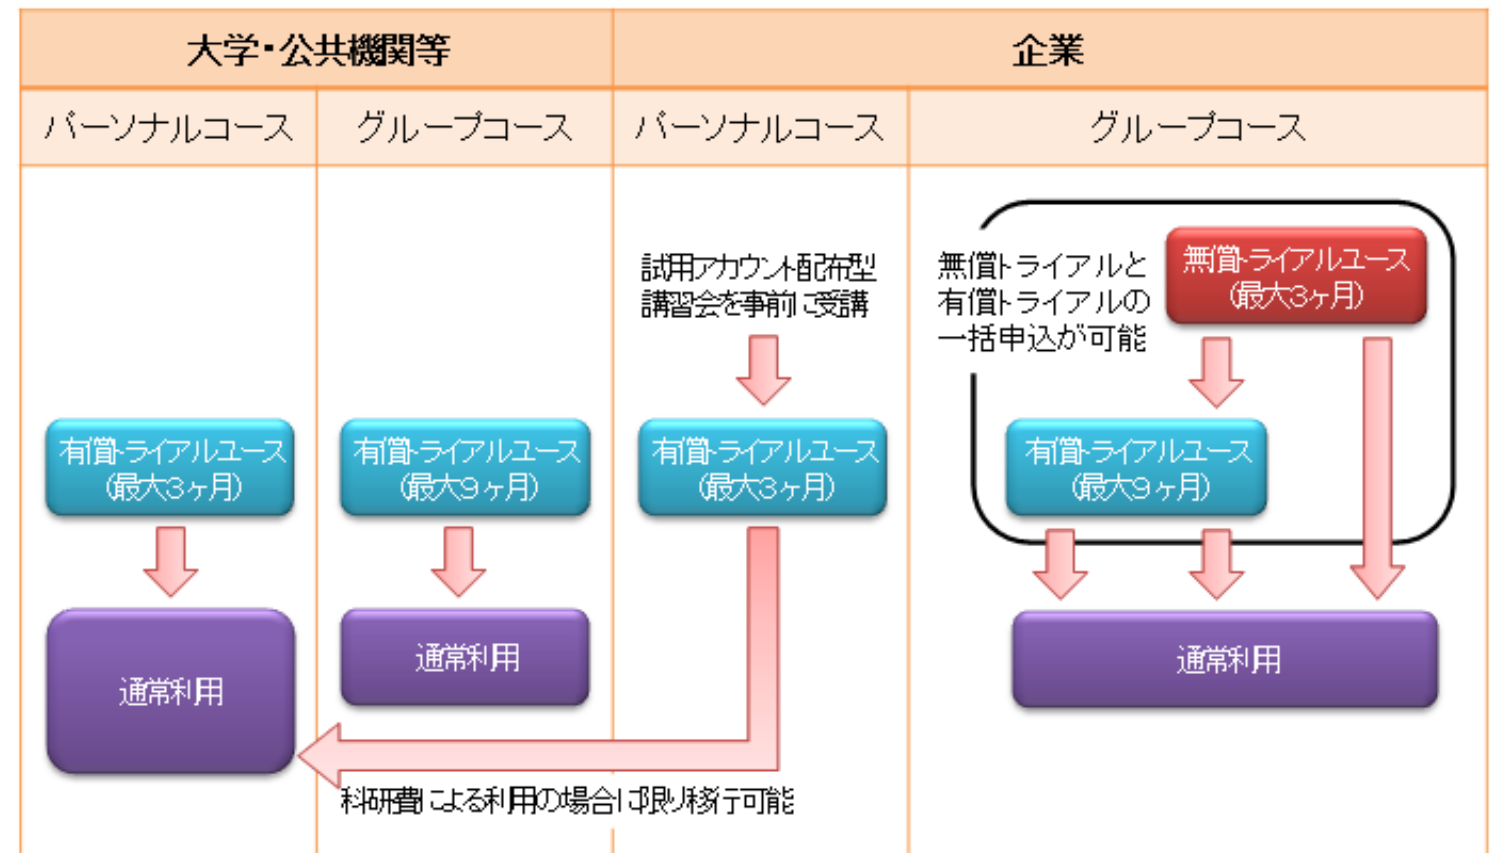 大学・公共機関等
企業
パーソナルコース
グループコース
パーソナルコース
グループコース
試用アカウント配布型
講習会を事前に受講
無償トライアルと
有償トライアルの
一括申込が可能
無償トライアルユース
(最大3ヶ月)
有償トライアルユース
(最大3ヶ月)
有償トライアルユース
(最大9ヶ月)
有償トライアルユース
(最大3ヶ月)
有償トライアルユース
(最大9ヶ月)
通常利用
通常利用
通常利用
科研費による利用の場合に限り移行可能